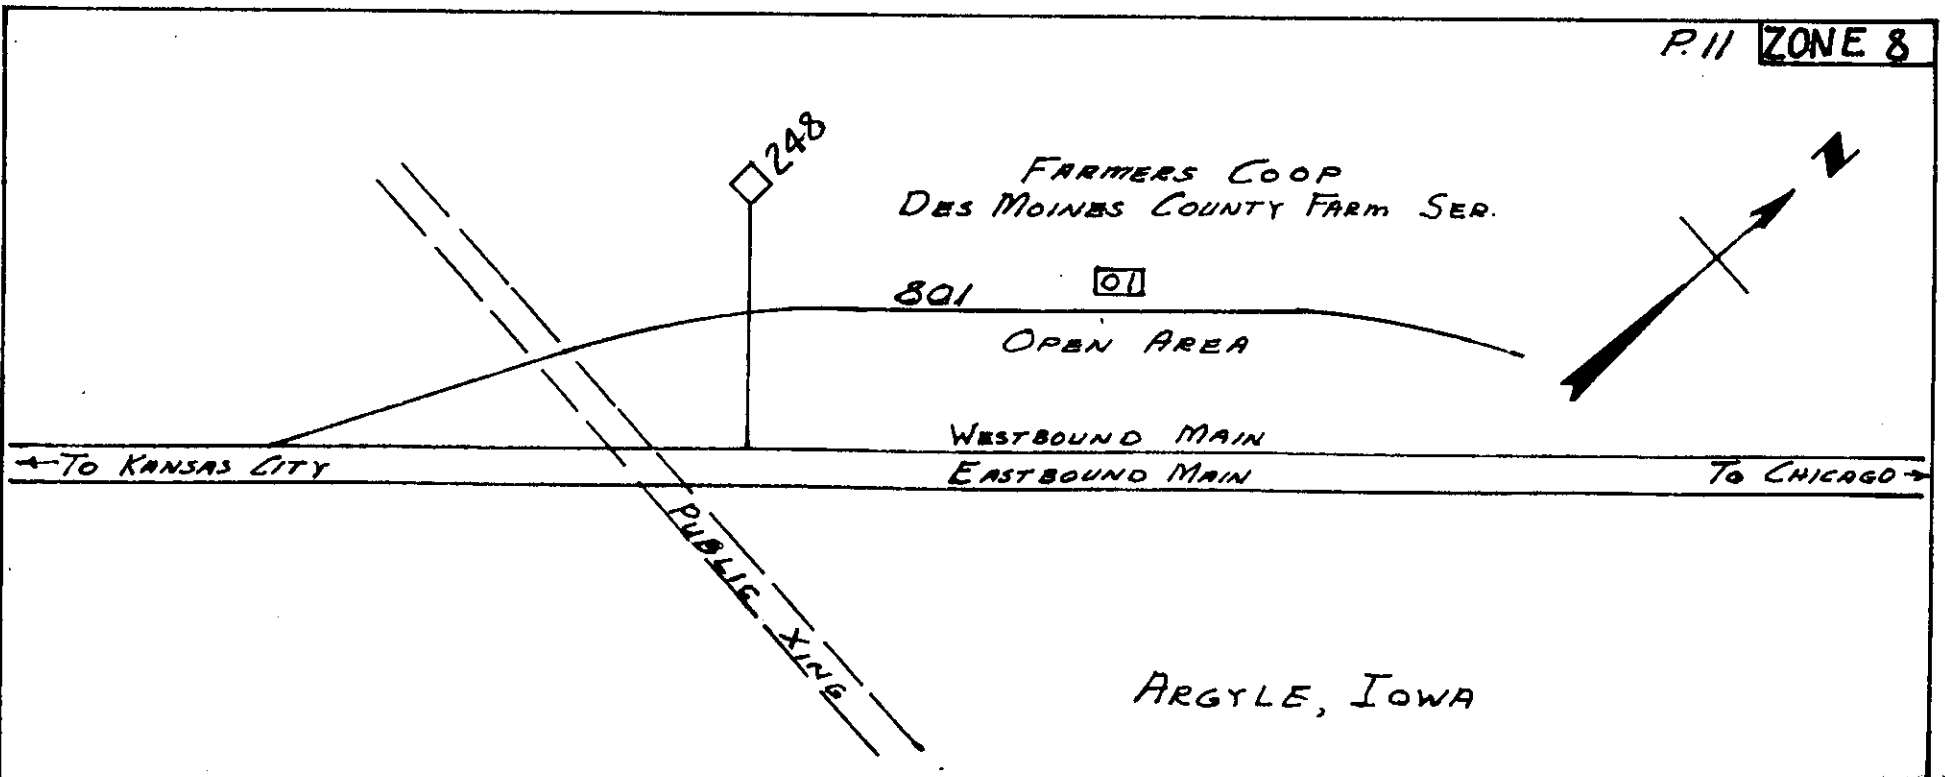 P.11 ZONE 8
248
N
FARMERS COOP
DES MOINES COUNTY FARM SER.
801
01
OPEN AREA
WESTBOUND MAIN
←TO KANSAS CITY
EASTBOUND MAIN
TO CHICAGO→
PUBLIC XING
ARGYLE, IOWA